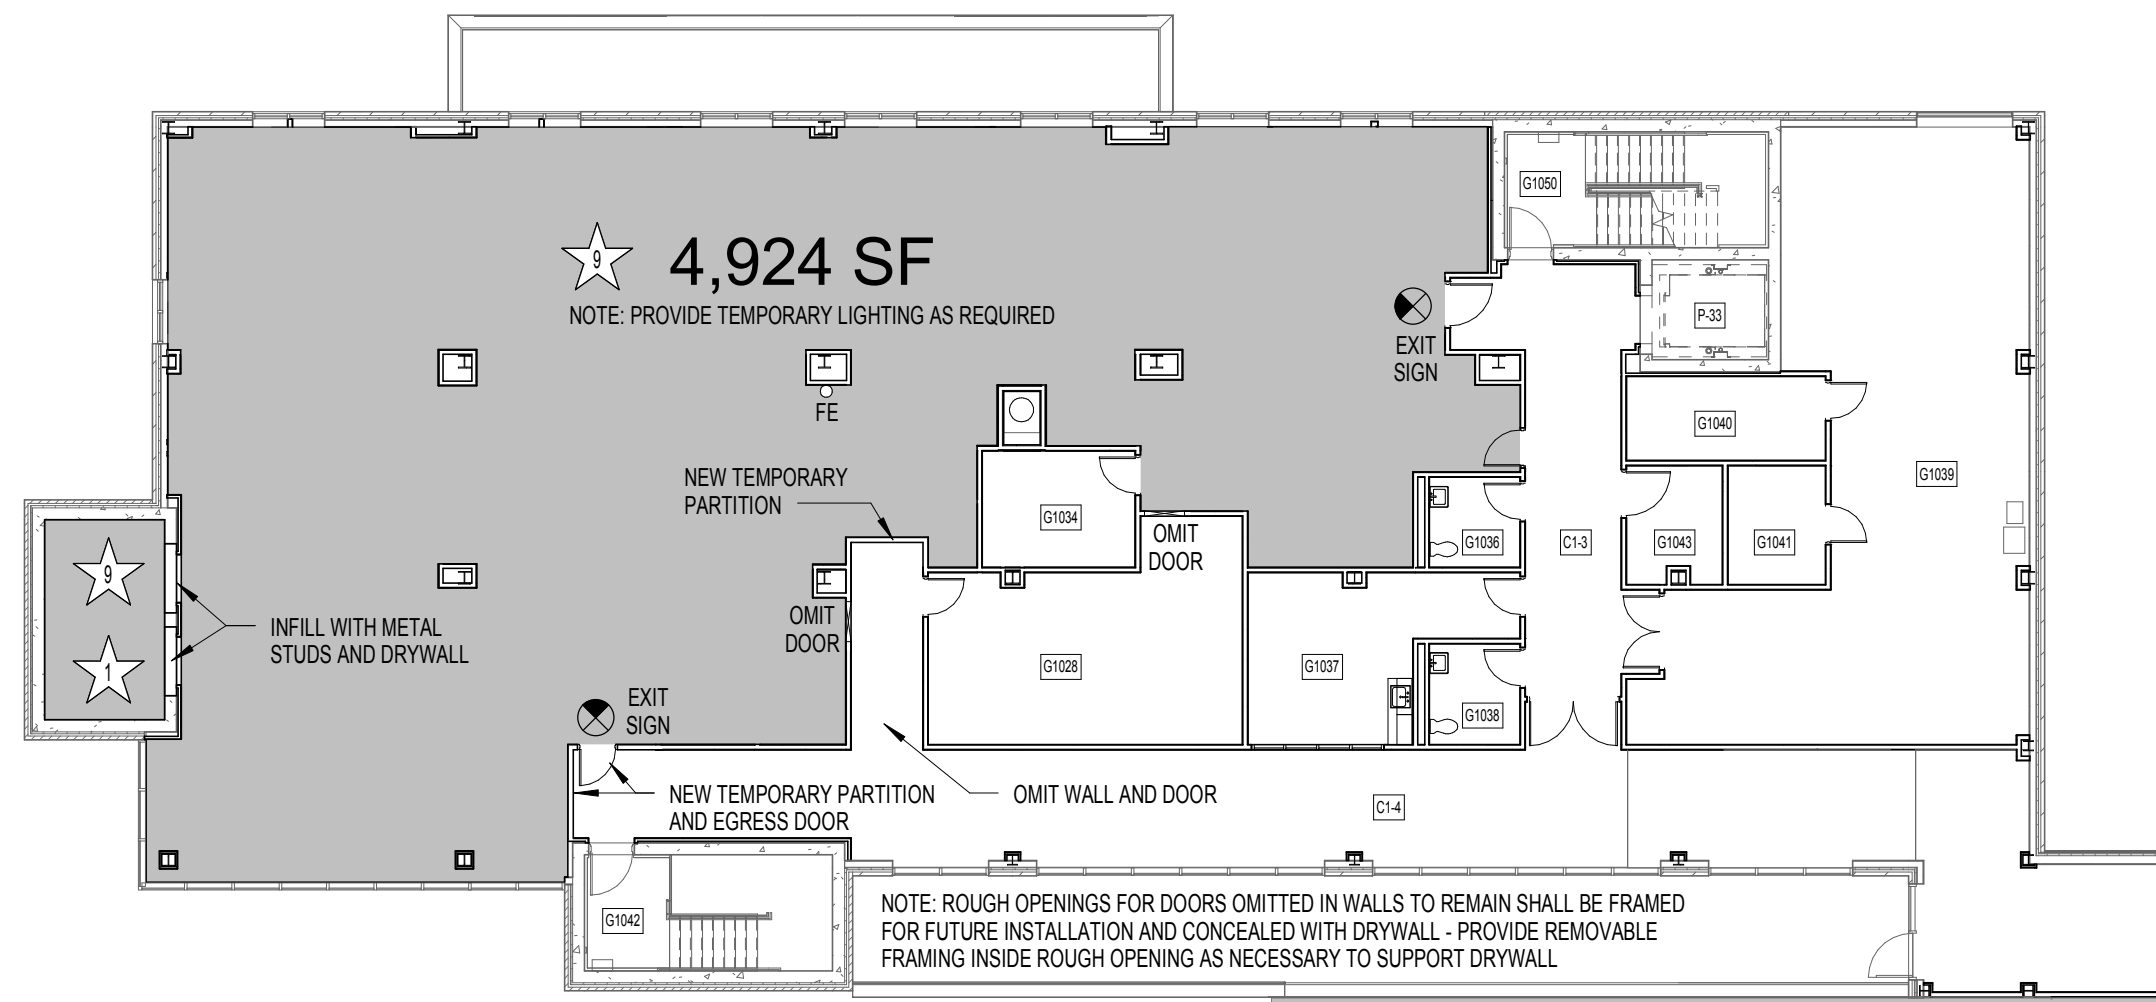 G1050
9
4,924 SF
NOTE: PROVIDE TEMPORARY LIGHTING AS REQUIRED
P-33
EXIT
SIGN
FE
G1040
G1039
NEW TEMPORARY
PARTITION
G1034
OMIT
DOOR
G1036
C1-3
G1043
G1041
9
1
INFILL WITH METAL
STUDS AND DRYWALL
OMIT
DOOR
G1028
G1037
G1038
EXIT
SIGN
NEW TEMPORARY PARTITION
AND EGRESS DOOR
OMIT WALL AND DOOR
C1-4
G1042
NOTE: ROUGH OPENINGS FOR DOORS OMITTED IN WALLS TO REMAIN SHALL BE FRAMED
FOR FUTURE INSTALLATION AND CONCEALED WITH DRYWALL - PROVIDE REMOVABLE
FRAMING INSIDE ROUGH OPENING AS NECESSARY TO SUPPORT DRYWALL